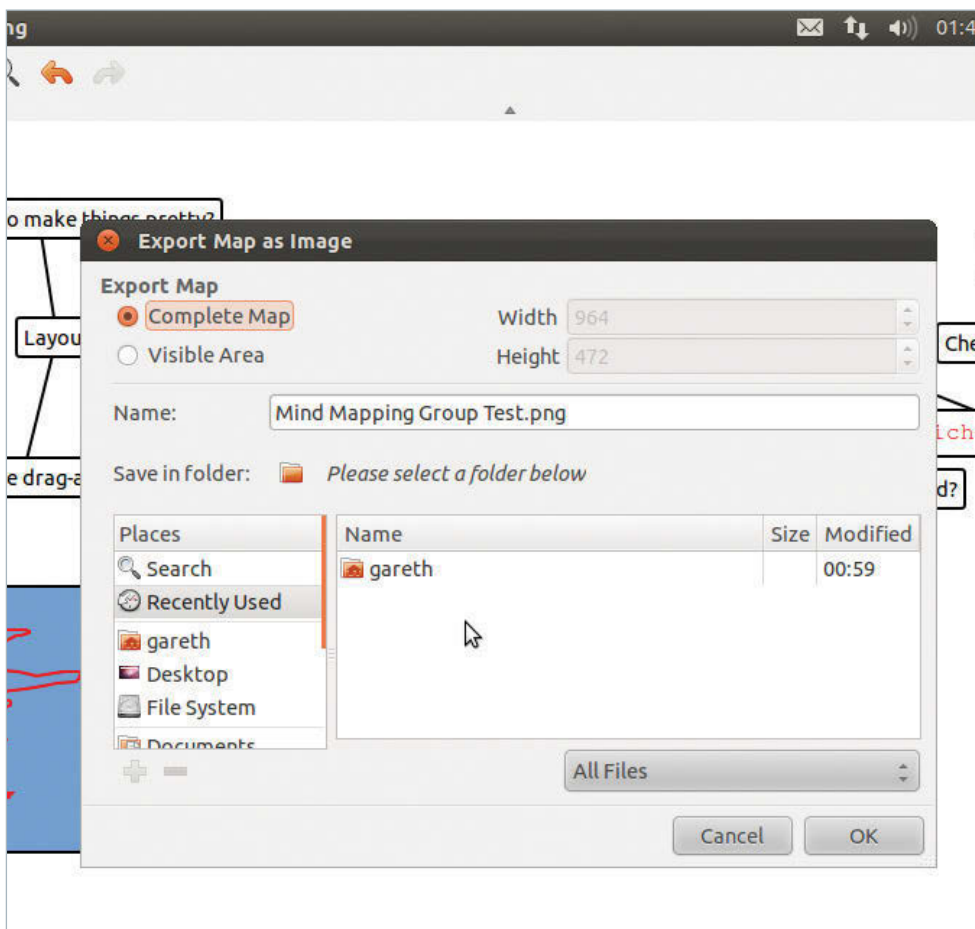 ng
01:4
o make things pretty?
Export Map as Image
Export Map
Complete Map
Width 964
Visible Area
Height 472
Layou
Che
Name: Mind Mapping Group Test.png
ich
Save in folder: Please select a folder below
e drag-a
d?
Places
Name Size Modified
Search
gareth 00:59
Recently Used
gareth
Desktop
File System
Documents
All Files
Cancel OK